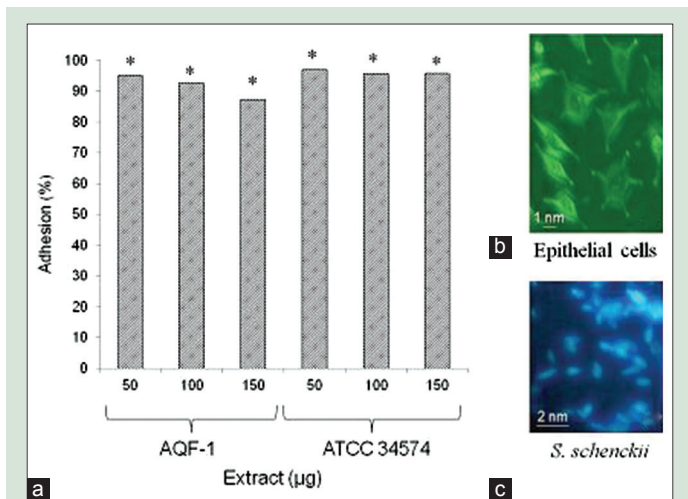 * * * * * *
100
90
80
70
60
50
40
30
20
10
0
Adhesion (%)
50 100 150 50 100 150
AQF-1 ATCC 34574
Extract (µg)
a
1 nm
b
Epithelial cells
2 nm
c
S. schenckii